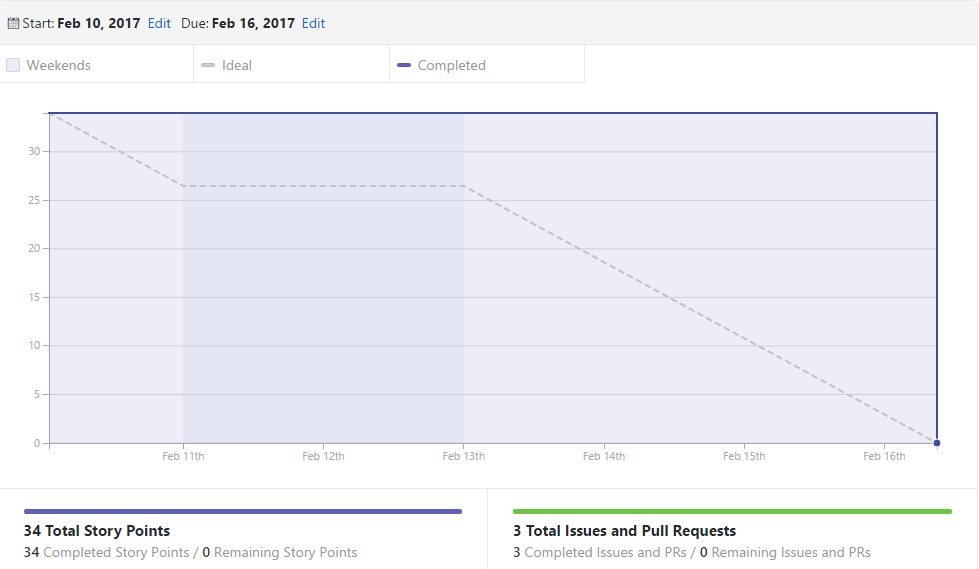 Start: Feb 10, 2017 Edit Due: Feb 16, 2017 Edit
Weekends Ideal Completed
30
25
20
15
10
5
0
Feb 11th Feb 12th Feb 13th Feb 14th Feb 15th Feb 16th
34 Total Story Points
34 Completed Story Points / 0 Remaining Story Points
3 Total Issues and Pull Requests
3 Completed Issues and PRs / 0 Remaining Issues and PRs